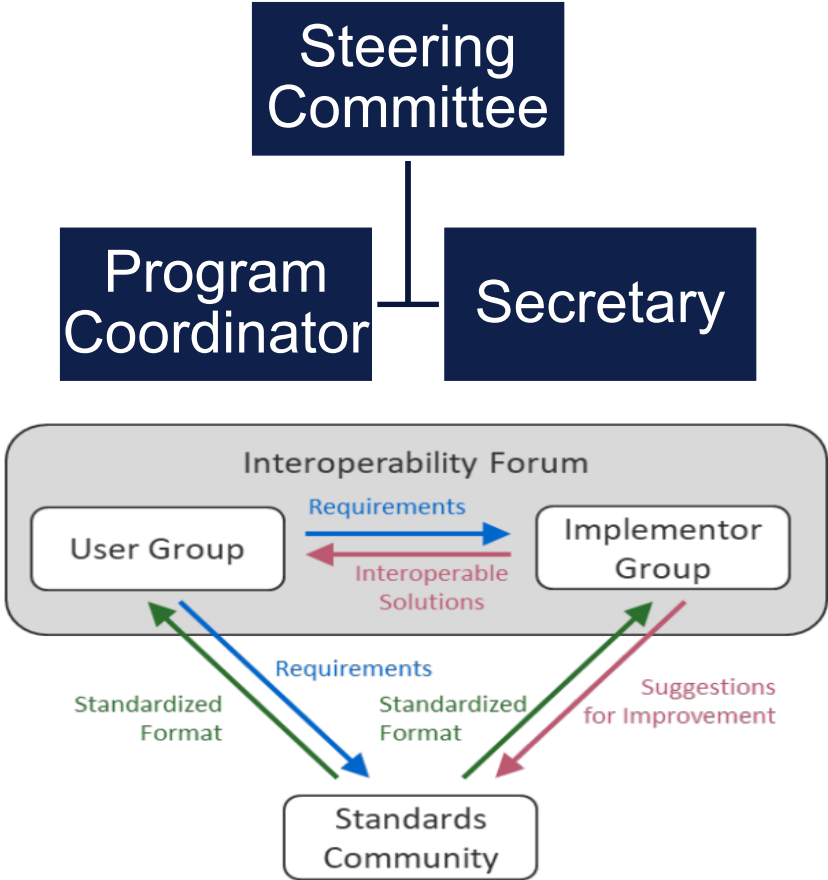 Steering
Committee
Program
Coordinator
Secretary
Interoperability Forum
Requirements
User Group
Implementor
Group
Interoperable
Solutions
Requirements
Standardized
Format
Standardized
Format
Suggestions
for Improvement
Standards
Community